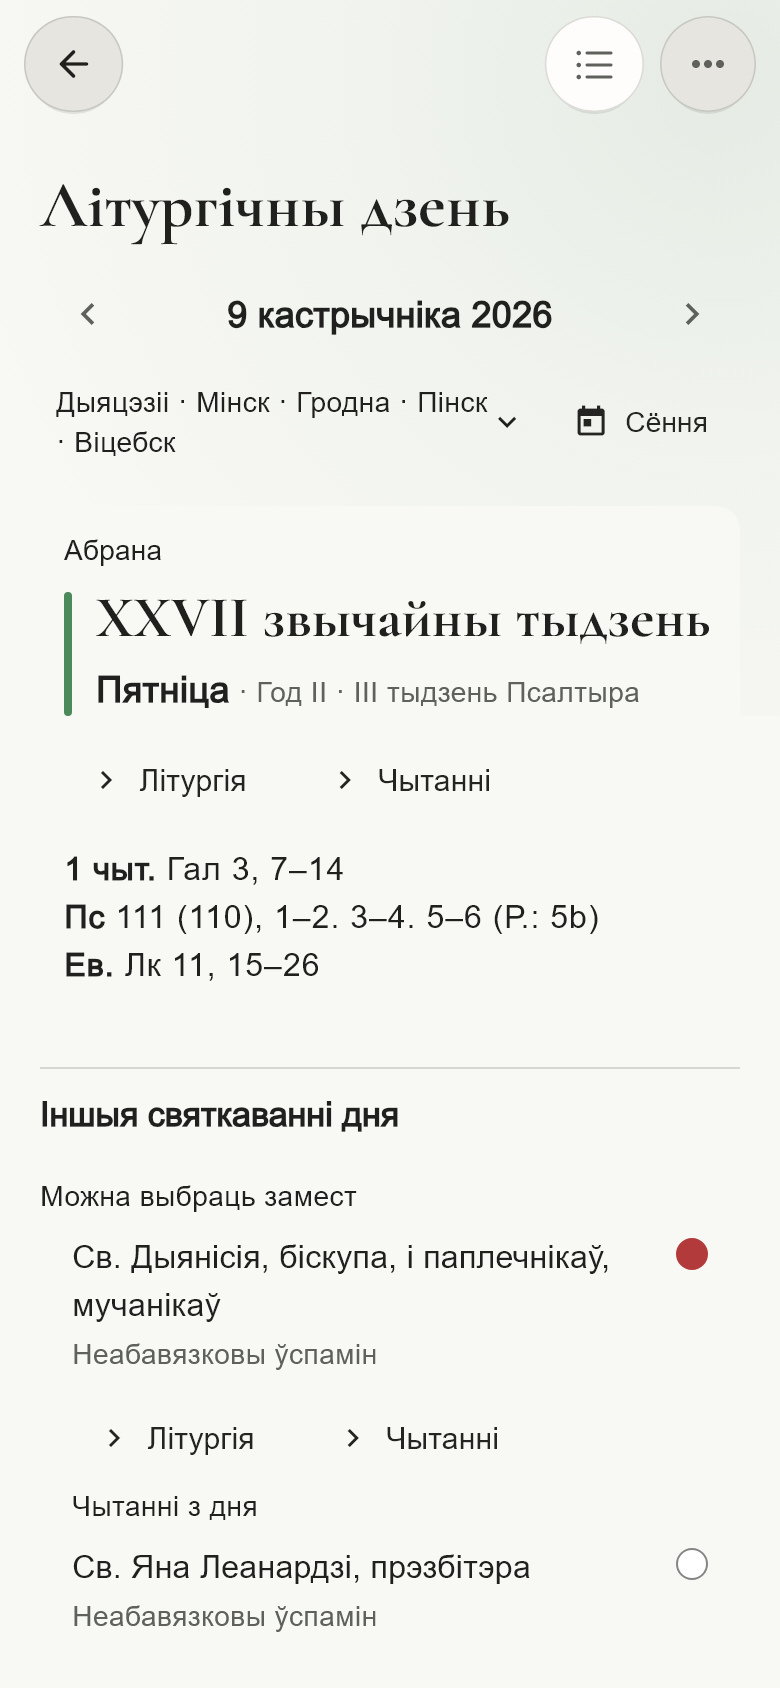 Літургічны дзень
9 кастрычніка 2026
Дыяцэзіі · Мінск · Гродна · Пінск
· Віцебск
Сёння
Абрана
XXVII звычайны тыдзень
Пятніца · Год II · III тыдзень Псалтыра
Літургія
Чытанні
1 чыт. Гал 3, 7–14
Пс 111 (110), 1–2. 3–4. 5–6 (Р.: 5b)
Ев. Лк 11, 15–26
Іншыя святкаванні дня
Можна выбраць замест
Св. Дыянісія, біскупа, і паплечнікаў,
мучанікаў
Неабавязковы ўспамін
Літургія
Чытанні
Чытанні з дня
Св. Яна Леанардзі, прэзбітэра
Неабавязковы ўспамін